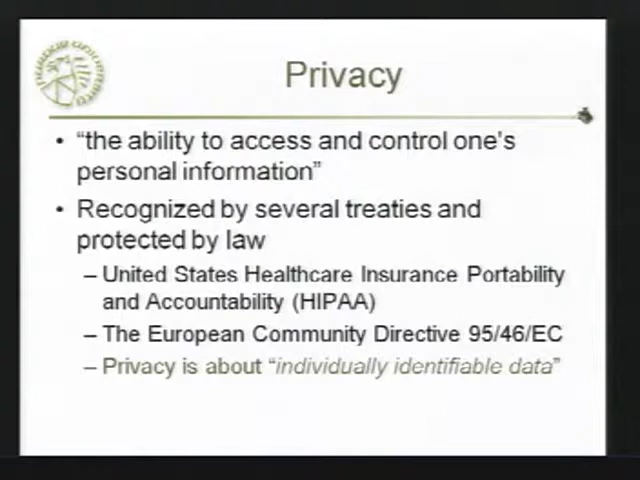 Privacy
• “the ability to access and control one's
personal information”
• Recognized by several treaties and
protected by law
– United States Healthcare Insurance Portability
and Accountability (HIPAA)
– The European Community Directive 95/46/EC
– Privacy is about “individually identifiable data”